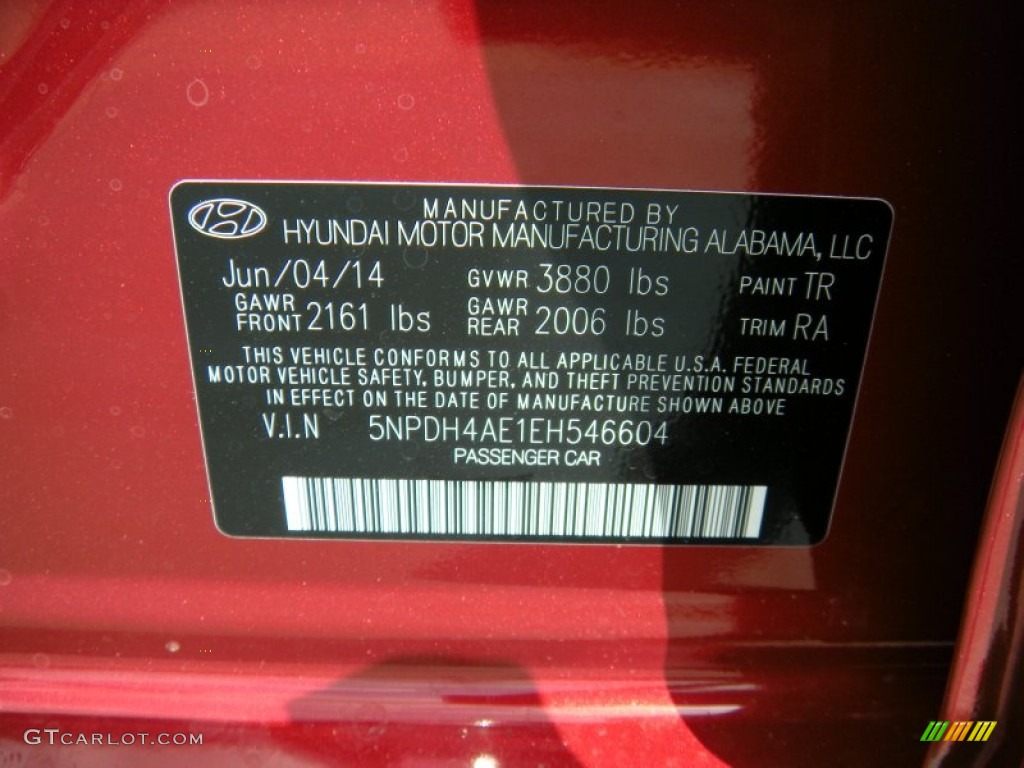 MANUFACTURED BY
HYUNDAI MOTOR MANUFACTURING ALABAMA, LLC
Jun/04/14 GVWR 3880 lbs PAINT TR
GAWR FRONT 2161 lbs GAWR REAR 2006 lbs TRIM RA
THIS VEHICLE CONFORMS TO ALL APPLICABLE U.S.A. FEDERAL
MOTOR VEHICLE SAFETY, BUMPER, AND THEFT PREVENTION STANDARDS
IN EFFECT ON THE DATE OF MANUFACTURE SHOWN ABOVE
V.I.N 5NPDH4AE1EH546604
PASSENGER CAR
GTCARLOT.COM